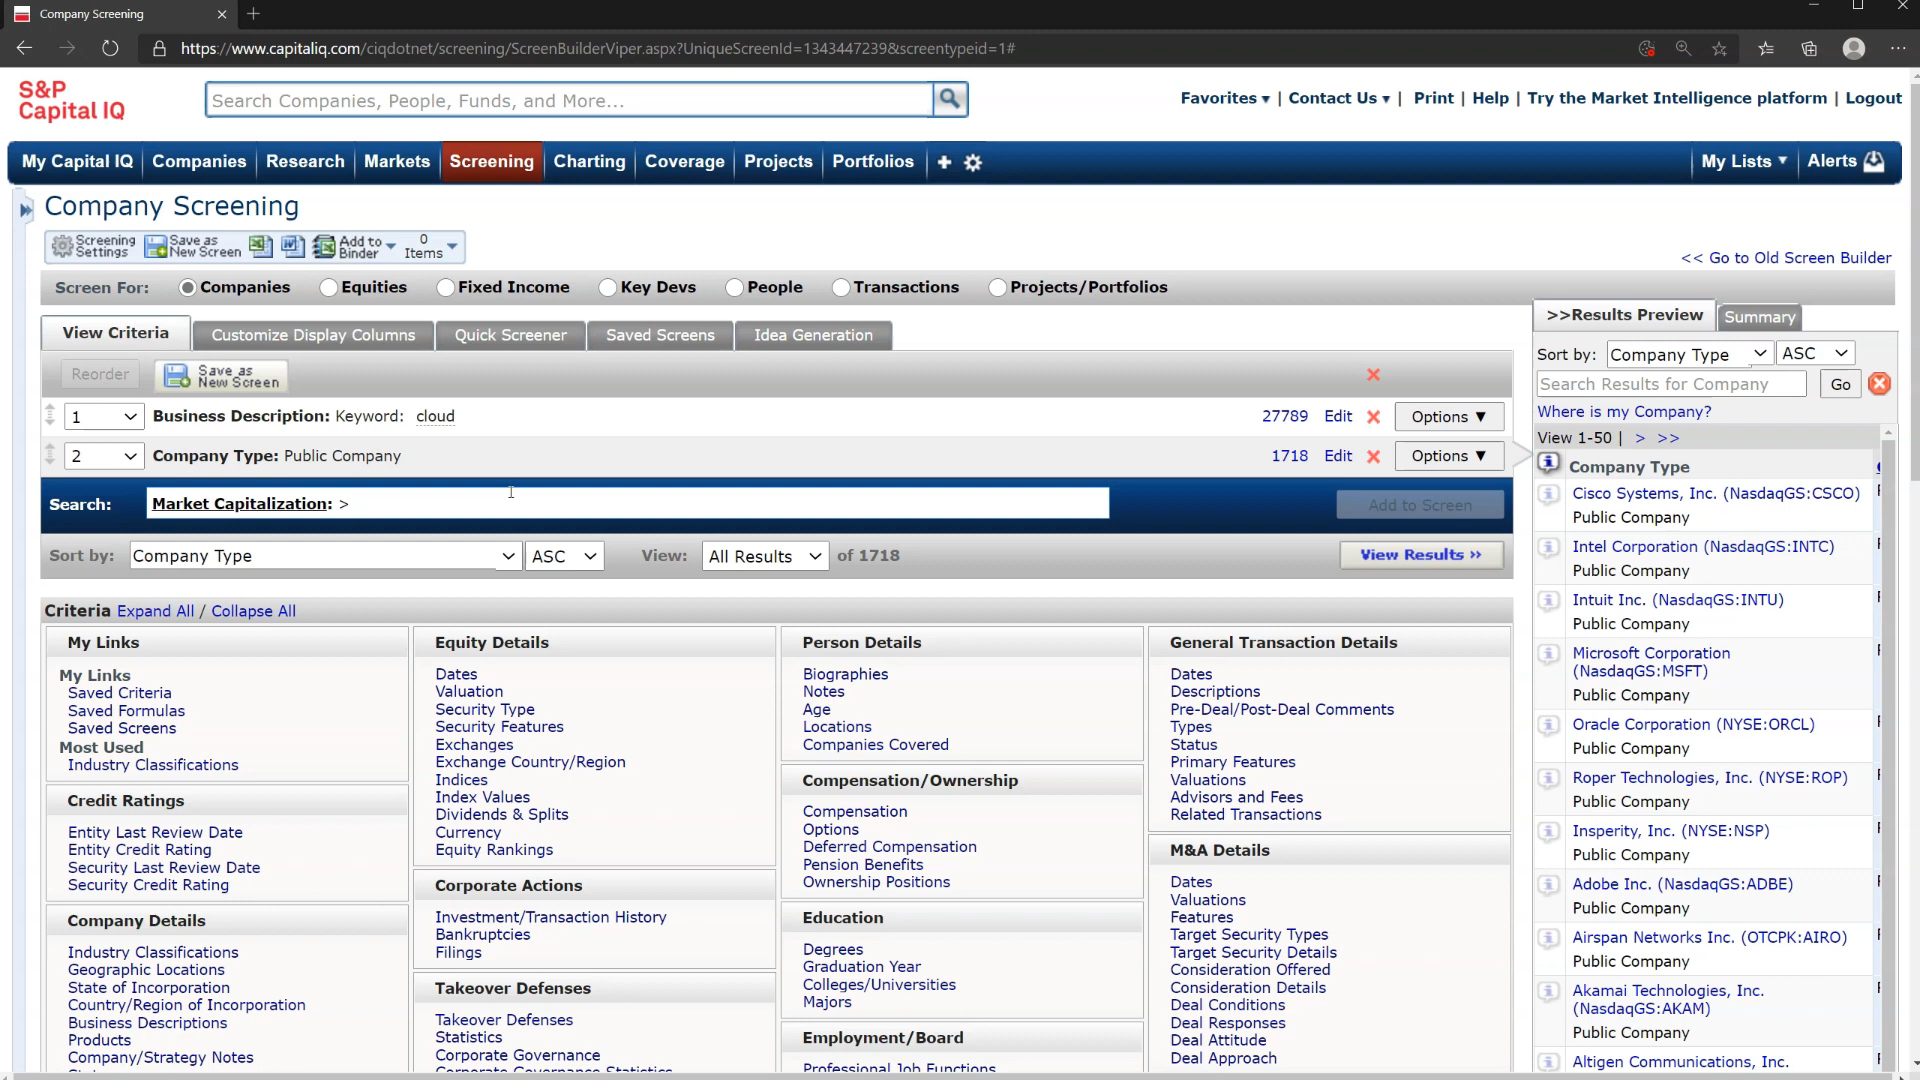 Company Screening
https://www.capitaliq.com/ciqdotnet/screening/ScreenBuilderViper.aspx?UniqueScreenId=1343447239&screentypeid=1#
S&P
Capital IQ
Search Companies, People, Funds, and More...
Favorites ▾ | Contact Us ▾ | Print | Help | Try the Market Intelligence platform | Logout
My Capital IQ Companies Research Markets Screening Charting Coverage Projects Portfolios My Lists ▾ Alerts
Company Screening
Screening Settings
Save as New Screen
Add to Binder
0 Items
<< Go to Old Screen Builder
Screen For: Companies Equities Fixed Income Key Devs People Transactions Projects/Portfolios
View Criteria Customize Display Columns Quick Screener Saved Screens Idea Generation
Reorder Save as New Screen
1 Business Description: Keyword: cloud 27789 Edit Options ▼
2 Company Type: Public Company 1718 Edit Options ▼
Search: Market Capitalization: > Add to Screen
Sort by: Company Type ASC View: All Results of 1718 View Results ››
Criteria Expand All / Collapse All
My Links
My Links
Saved Criteria
Saved Formulas
Saved Screens
Most Used
Industry Classifications
Credit Ratings
Entity Last Review Date
Entity Credit Rating
Security Last Review Date
Security Credit Rating
Company Details
Industry Classifications
Geographic Locations
State of Incorporation
Country/Region of Incorporation
Business Descriptions
Products
Company/Strategy Notes
Equity Details
Dates
Valuation
Security Type
Security Features
Exchanges
Exchange Country/Region
Indices
Index Values
Dividends & Splits
Currency
Equity Rankings
Corporate Actions
Investment/Transaction History
Bankruptcies
Filings
Takeover Defenses
Takeover Defenses
Statistics
Corporate Governance
Corporate Governance Statistics
Person Details
Biographies
Notes
Age
Locations
Companies Covered
Compensation/Ownership
Compensation
Options
Deferred Compensation
Pension Benefits
Ownership Positions
Education
Degrees
Graduation Year
Colleges/Universities
Majors
Employment/Board
Professional Job Functions
General Transaction Details
Dates
Descriptions
Pre-Deal/Post-Deal Comments
Types
Status
Primary Features
Valuations
Advisors and Fees
Related Transactions
M&A Details
Dates
Valuations
Features
Target Security Types
Target Security Details
Consideration Offered
Consideration Details
Deal Conditions
Deal Responses
Deal Attitude
Deal Approach
>>Results Preview Summary
Sort by: Company Type ASC
Search Results for Company Go
Where is my Company?
View 1-50 | > >>
Company Type
Cisco Systems, Inc. (NasdaqGS:CSCO)
Public Company
Intel Corporation (NasdaqGS:INTC)
Public Company
Intuit Inc. (NasdaqGS:INTU)
Public Company
Microsoft Corporation
(NasdaqGS:MSFT)
Public Company
Oracle Corporation (NYSE:ORCL)
Public Company
Roper Technologies, Inc. (NYSE:ROP)
Public Company
Insperity, Inc. (NYSE:NSP)
Public Company
Adobe Inc. (NasdaqGS:ADBE)
Public Company
Airspan Networks Inc. (OTCPK:AIRO)
Public Company
Akamai Technologies, Inc.
(NasdaqGS:AKAM)
Public Company
Altigen Communications, Inc.